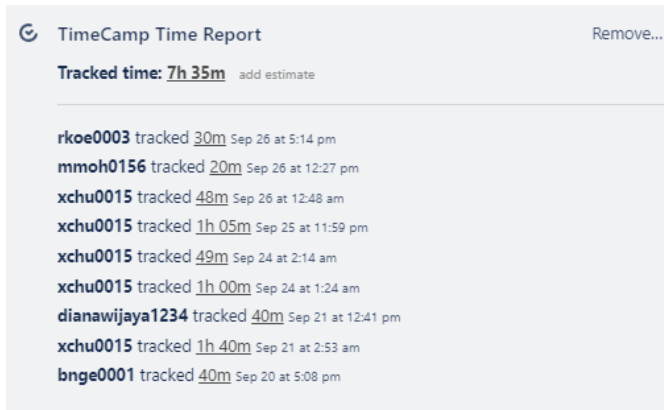 TimeCamp Time Report Remove...
Tracked time: 7h 35m add estimate
rkoe0003 tracked 30m Sep 26 at 5:14 pm
mmoh0156 tracked 20m Sep 26 at 12:27 pm
xchu0015 tracked 48m Sep 26 at 12:48 am
xchu0015 tracked 1h 05m Sep 25 at 11:59 pm
xchu0015 tracked 49m Sep 24 at 2:14 am
xchu0015 tracked 1h 00m Sep 24 at 1:24 am
dianawijaya1234 tracked 40m Sep 21 at 12:41 pm
xchu0015 tracked 1h 40m Sep 21 at 2:53 am
bnge0001 tracked 40m Sep 20 at 5:08 pm